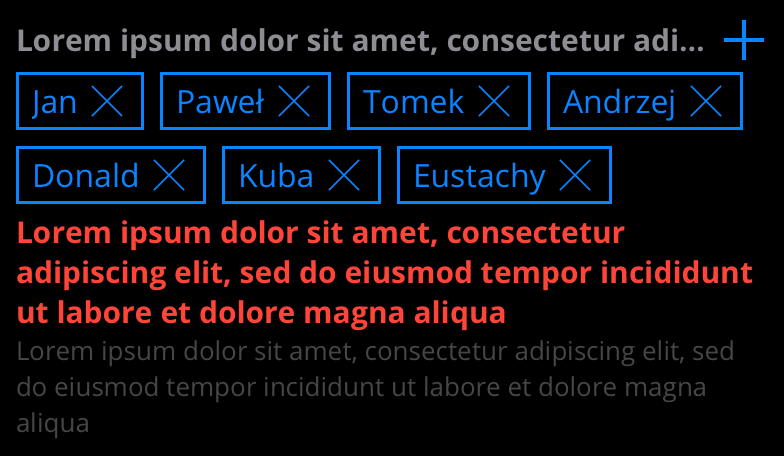 Lorem ipsum dolor sit amet, consectetur adi...
Jan Paweł Tomek Andrzej
Donald Kuba Eustachy
Lorem ipsum dolor sit amet, consectetur
adipiscing elit, sed do eiusmod tempor incididunt
ut labore et dolore magna aliqua
Lorem ipsum dolor sit amet, consectetur adipiscing elit, sed
do eiusmod tempor incididunt ut labore et dolore magna
aliqua